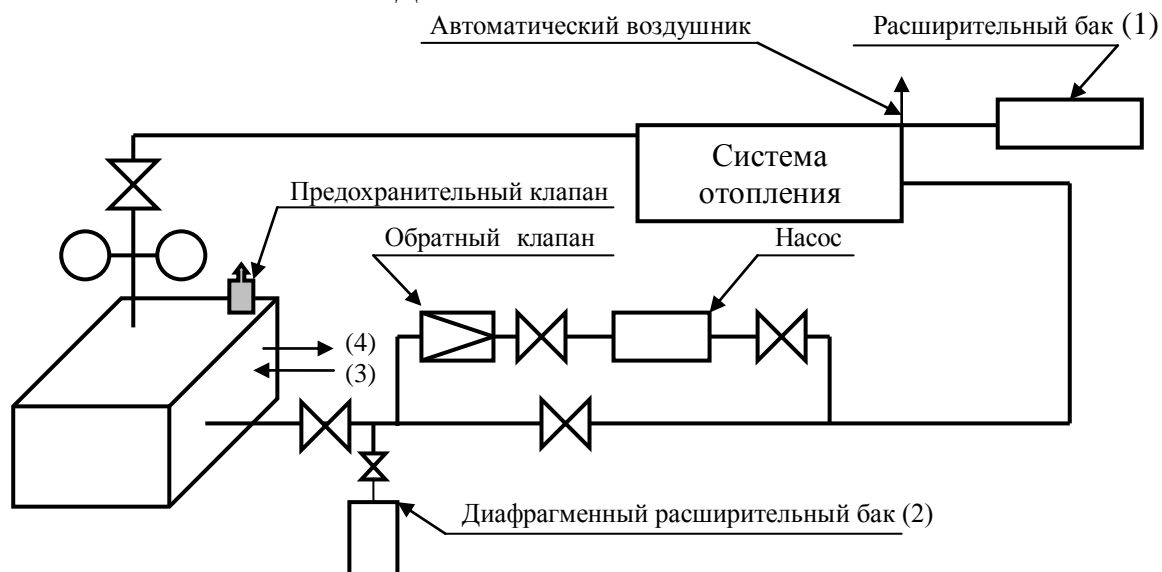 Автоматический воздушник
Расширительный бак (1)
Система
отопления
Предохранительный клапан
Обратный клапан
Насос
(4)
(3)
Диафрагменный расширительный бак (2)